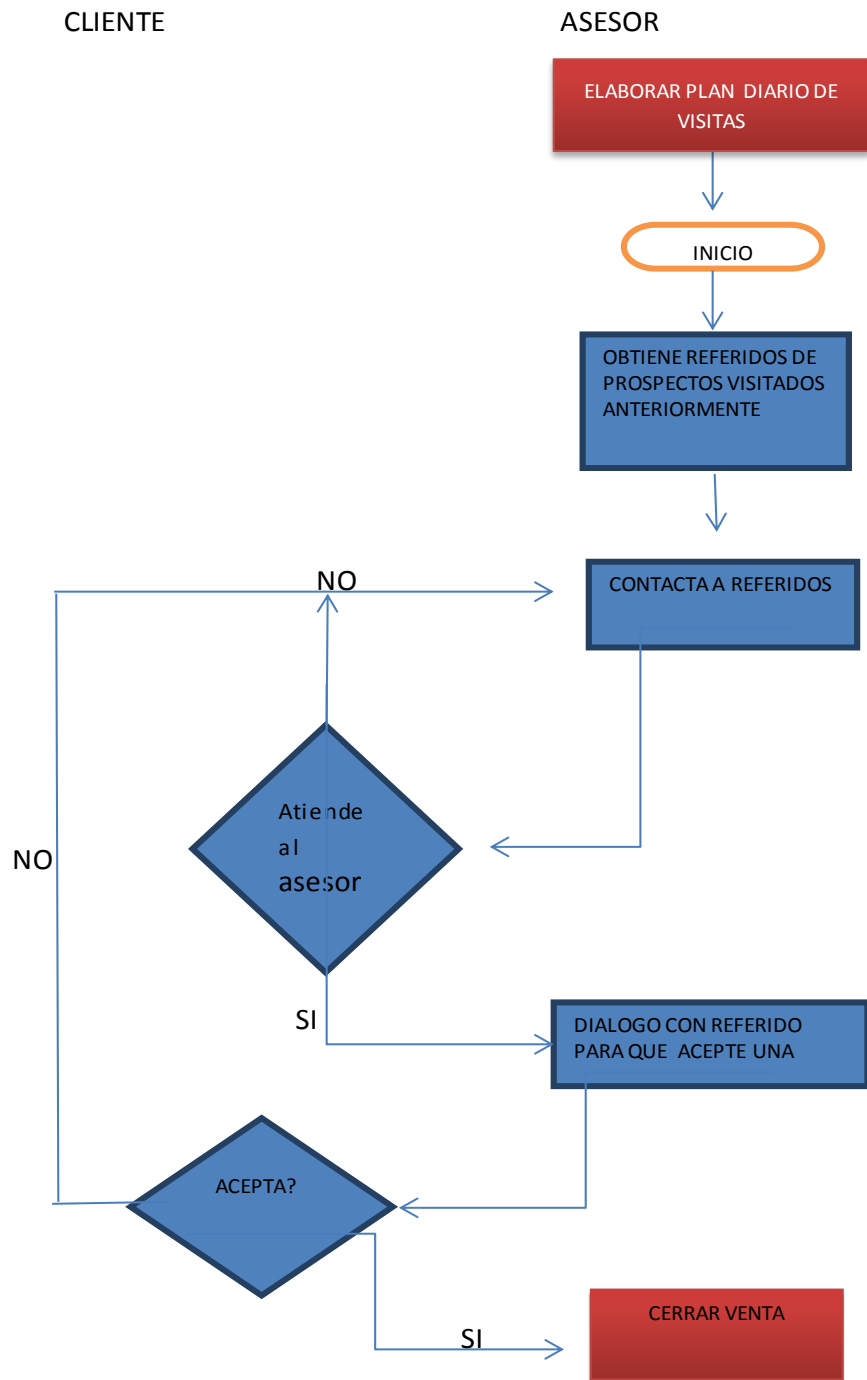 CLIENTE
ASESOR
ELABORAR PLAN DIARIO DE
VISITAS
INICIO
OBTIENE REFERIDOS DE
PROSPECTOS VISITADOS
ANTERIORMENTE
NO
CONTACTA A REFERIDOS
Atiende
al
asesor
NO
SI
DIALOGO CON REFERIDO
PARA QUE ACEPTE UNA
ACEPTA?
CERRAR VENTA
SI